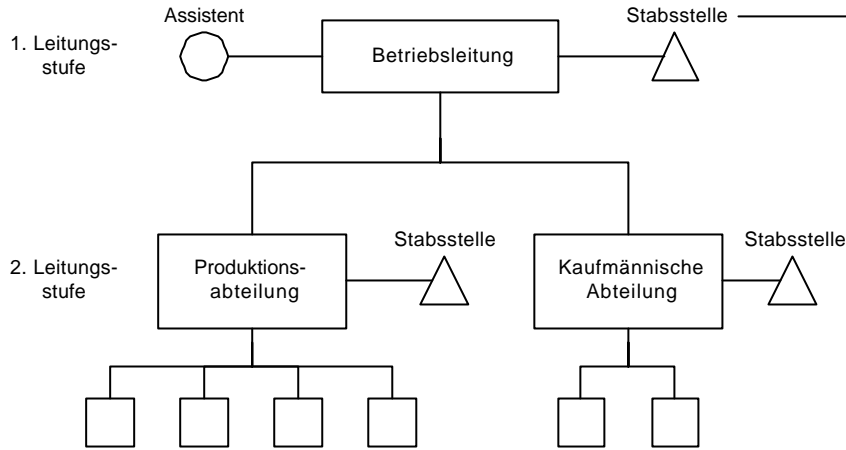 Assistent
Stabsstelle
1. Leitungs-
stufe
Betriebsleitung
Stabsstelle
Stabsstelle
2. Leitungs-
stufe
Produktions-
abteilung
Kaufmännische
Abteilung